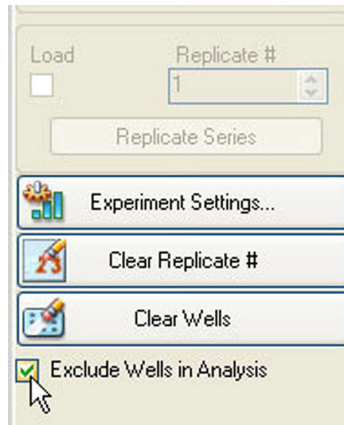 Load Replicate #
1
Replicate Series
Experiment Settings...
Clear Replicate #
Clear Wells
Exclude Wells in Analysis